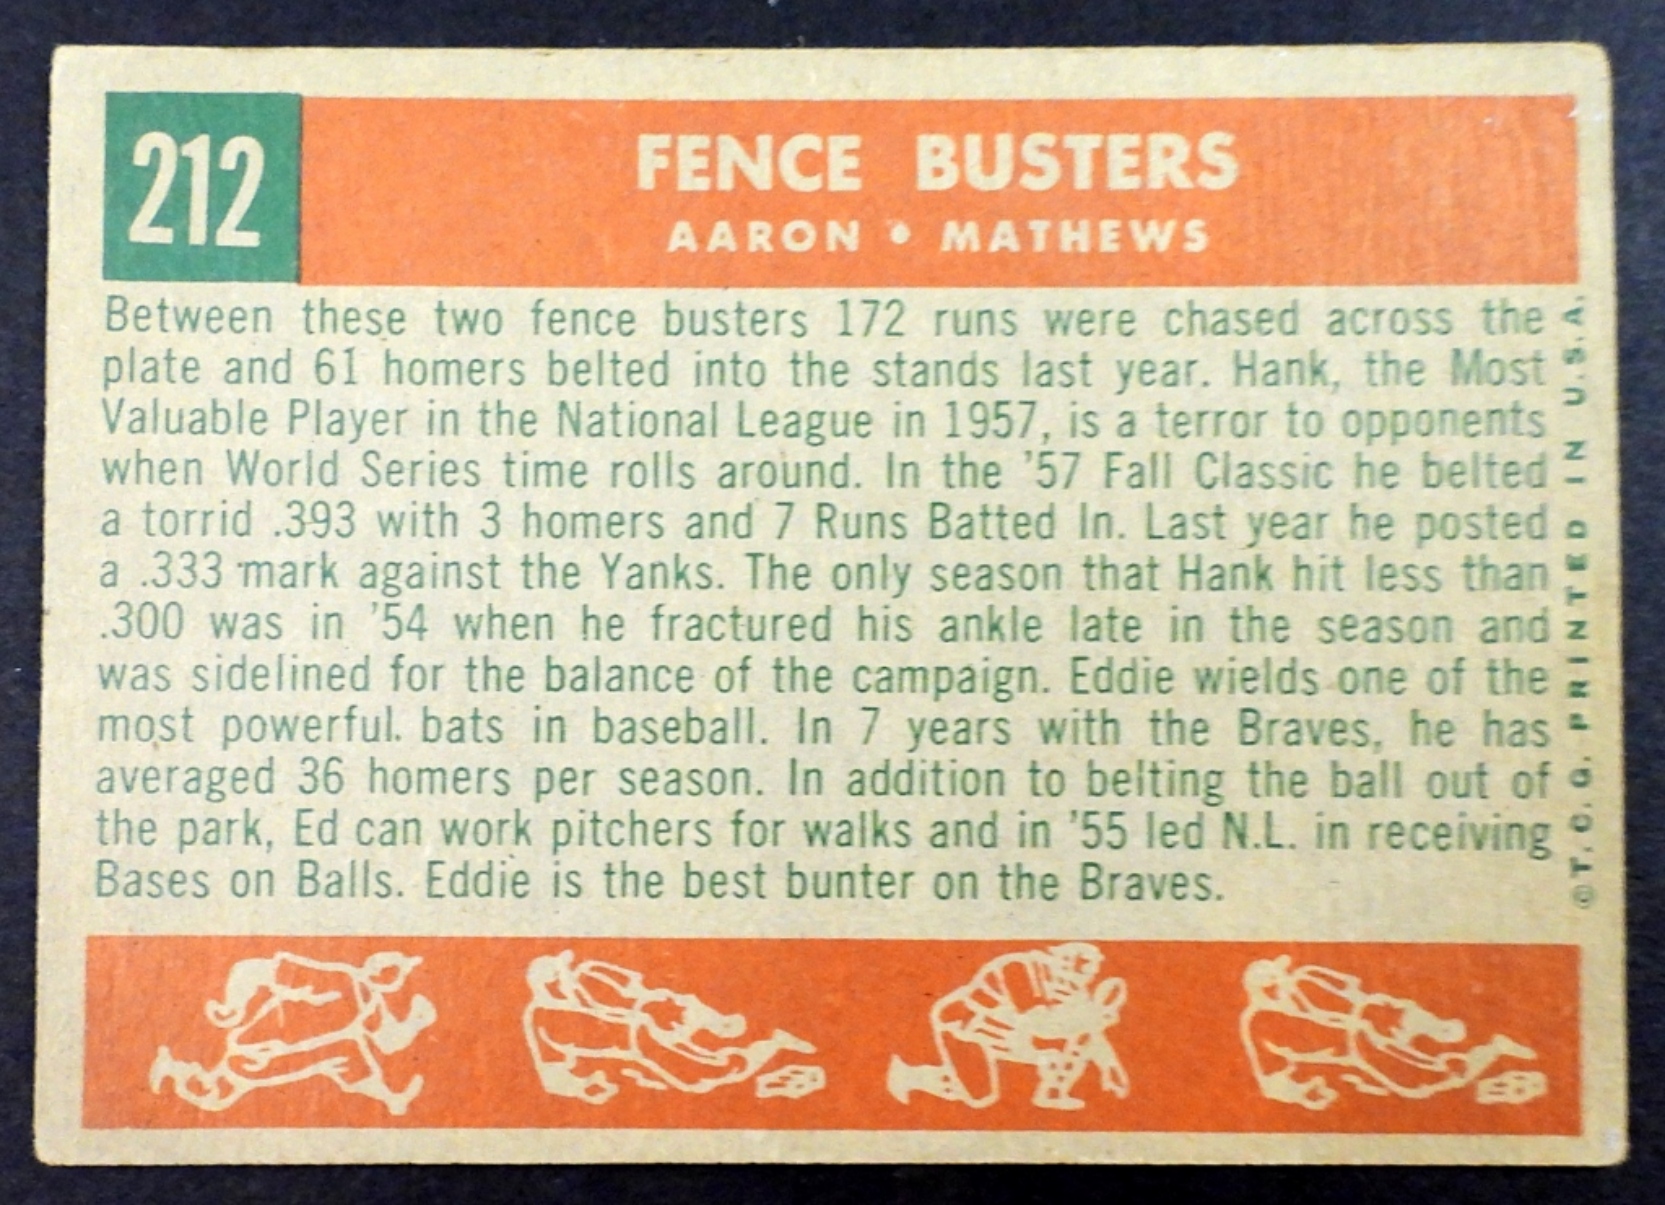 212
FENCE BUSTERS
AARON • MATHEWS
Between these two fence busters 172 runs were chased across the
plate and 61 homers belted into the stands last year. Hank, the Most
Valuable Player in the National League in 1957, is a terror to opponents
when World Series time rolls around. In the '57 Fall Classic he belted
a torrid .393 with 3 homers and 7 Runs Batted In. Last year he posted
a .333 mark against the Yanks. The only season that Hank hit less than
.300 was in '54 when he fractured his ankle late in the season and
was sidelined for the balance of the campaign. Eddie wields one of the
most powerful. bats in baseball. In 7 years with the Braves, he has
averaged 36 homers per season. In addition to belting the ball out of
the park, Ed can work pitchers for walks and in '55 led N.L. in receiving
Bases on Balls. Eddie is the best bunter on the Braves.
©T.C.G. PRINTED IN U.S.A.